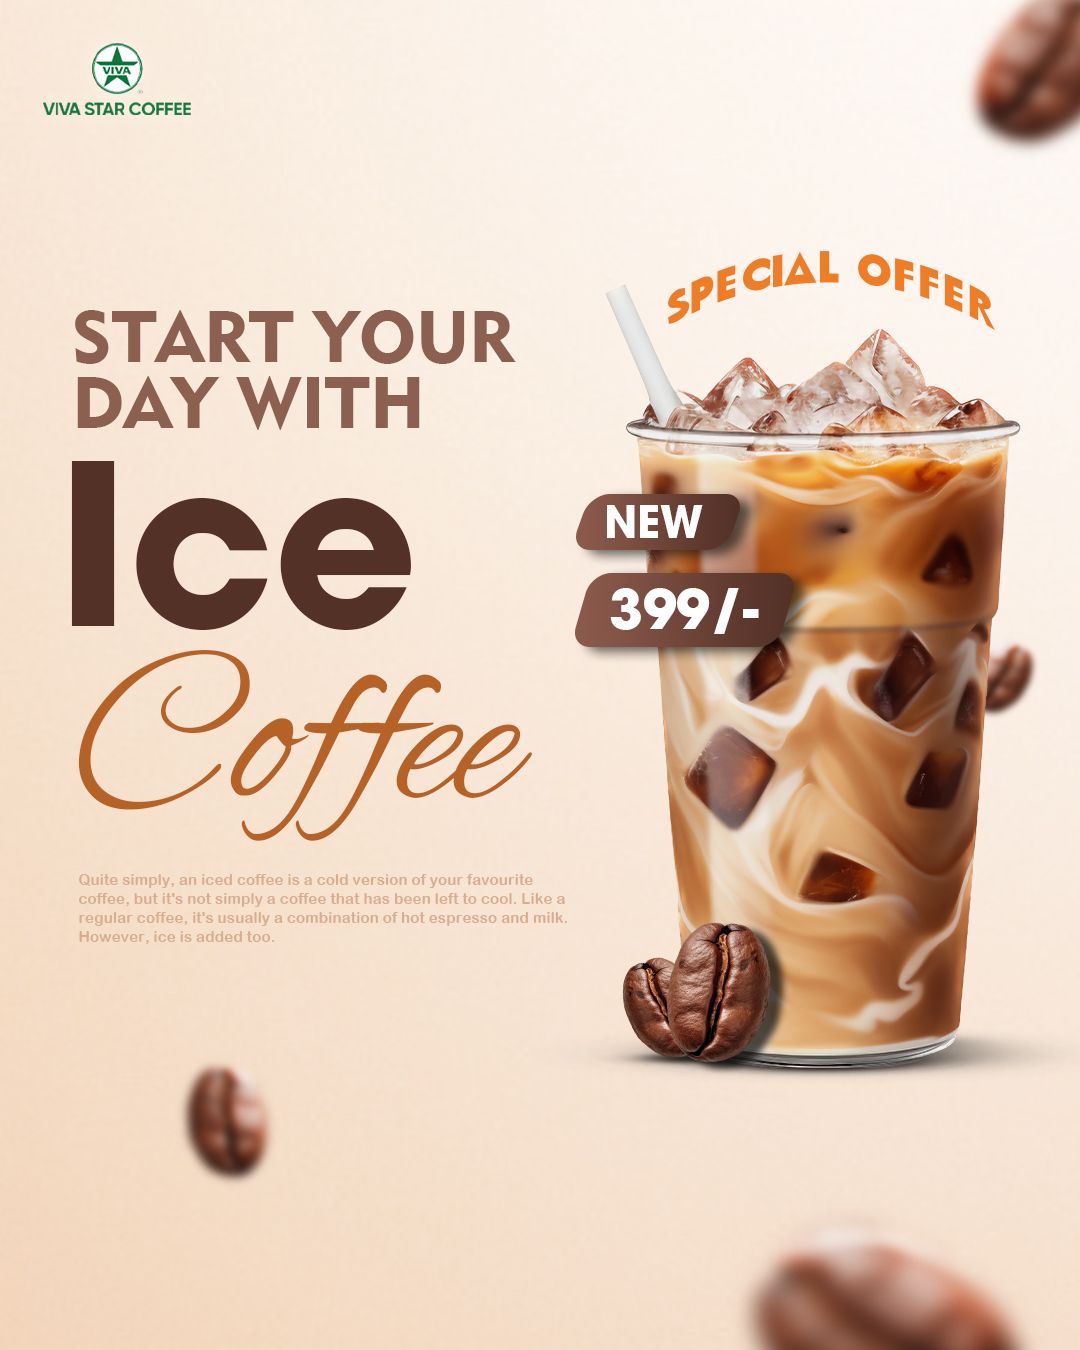 VIVA
VIVA STAR COFFEE
SPECIAL OFFER
START YOUR
DAY WITH
Ice
Coffee
NEW
399/-
Quite simply, an iced coffee is a cold version of your favourite
coffee, but it's not simply a coffee that has been left to cool. Like a
regular coffee, it's usually a combination of hot espresso and milk.
However, ice is added too.